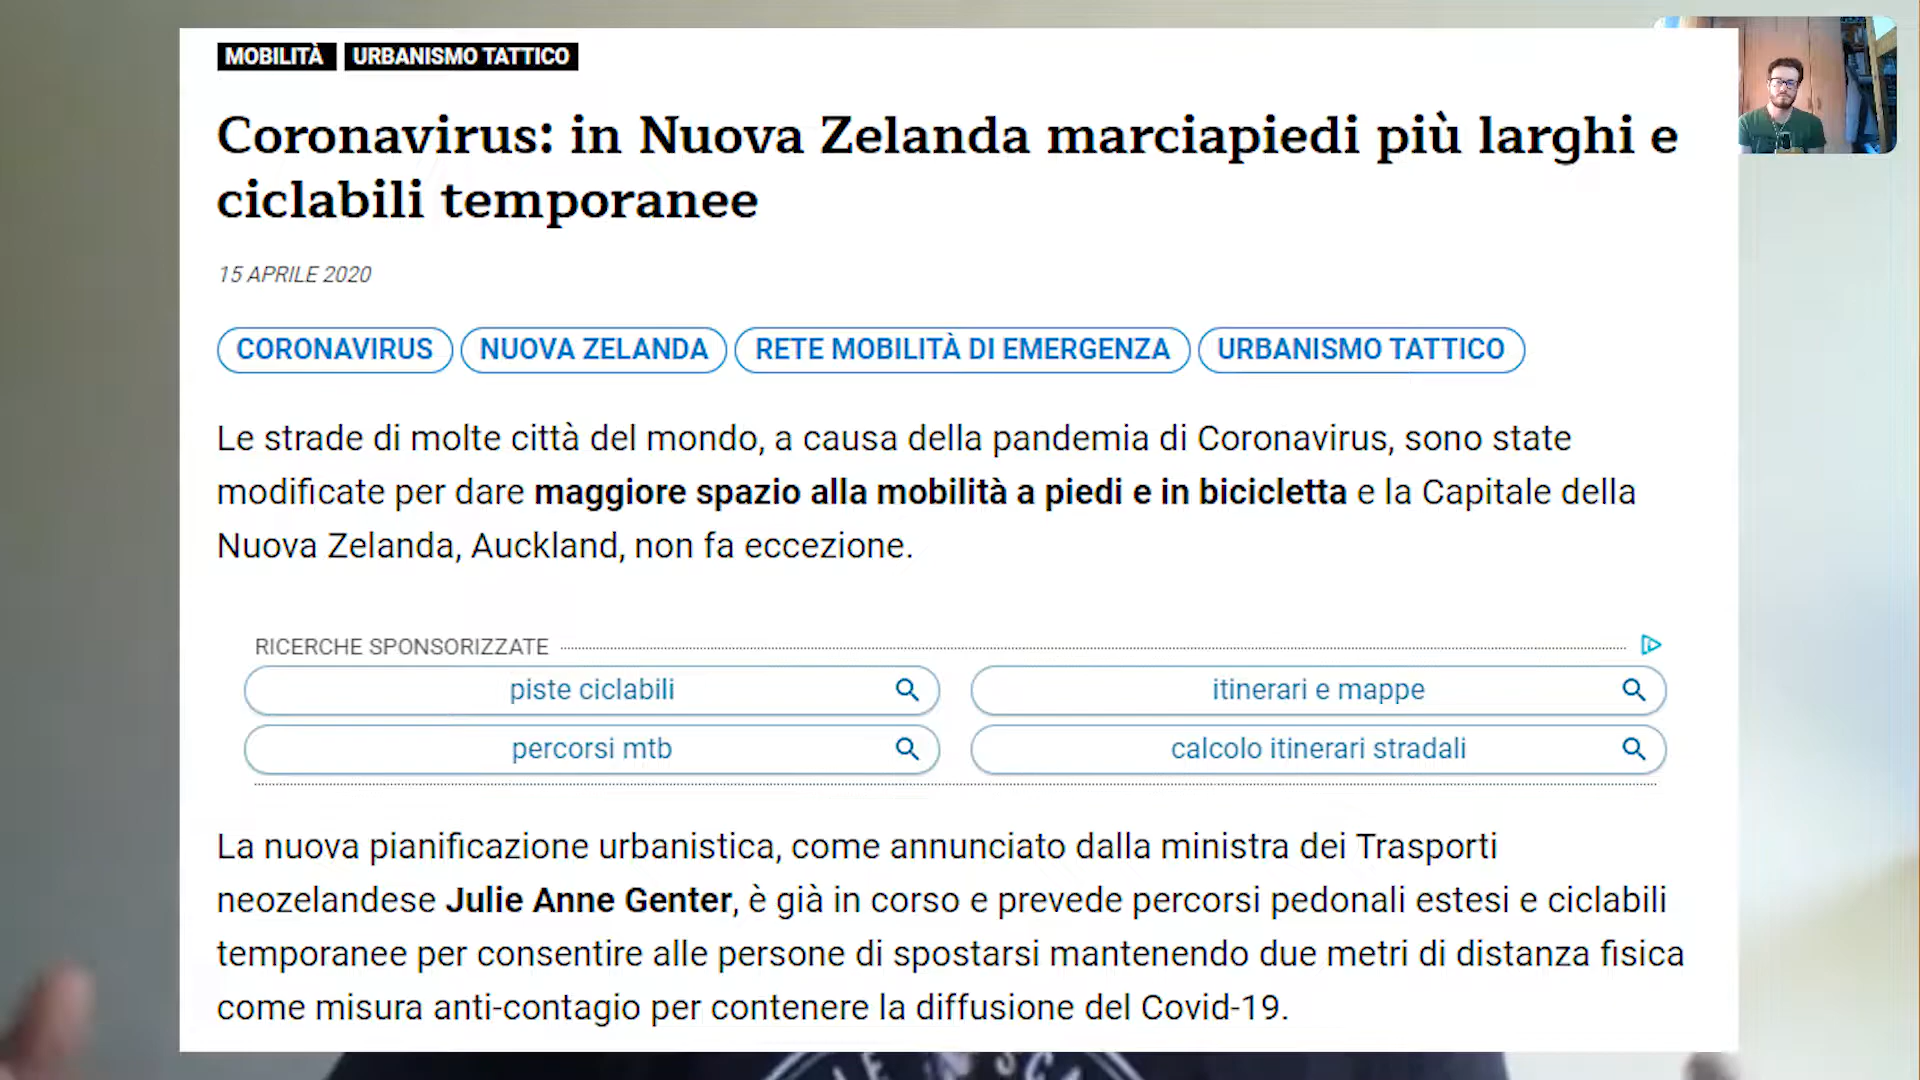 MOBILITÀ URBANISMO TATTICO
Coronavirus: in Nuova Zelanda marciapiedi più larghi e
ciclabili temporanee
15 APRILE 2020
CORONAVIRUS NUOVA ZELANDA RETE MOBILITÀ DI EMERGENZA URBANISMO TATTICO
Le strade di molte città del mondo, a causa della pandemia di Coronavirus, sono state
modificate per dare maggiore spazio alla mobilità a piedi e in bicicletta e la Capitale della
Nuova Zelanda, Auckland, non fa eccezione.
RICERCHE SPONSORIZZATE
piste ciclabili itinerari e mappe
percorsi mtb calcolo itinerari stradali
La nuova pianificazione urbanistica, come annunciato dalla ministra dei Trasporti
neozelandese Julie Anne Genter, è già in corso e prevede percorsi pedonali estesi e ciclabili
temporanee per consentire alle persone di spostarsi mantenendo due metri di distanza fisica
come misura anti-contagio per contenere la diffusione del Covid-19.